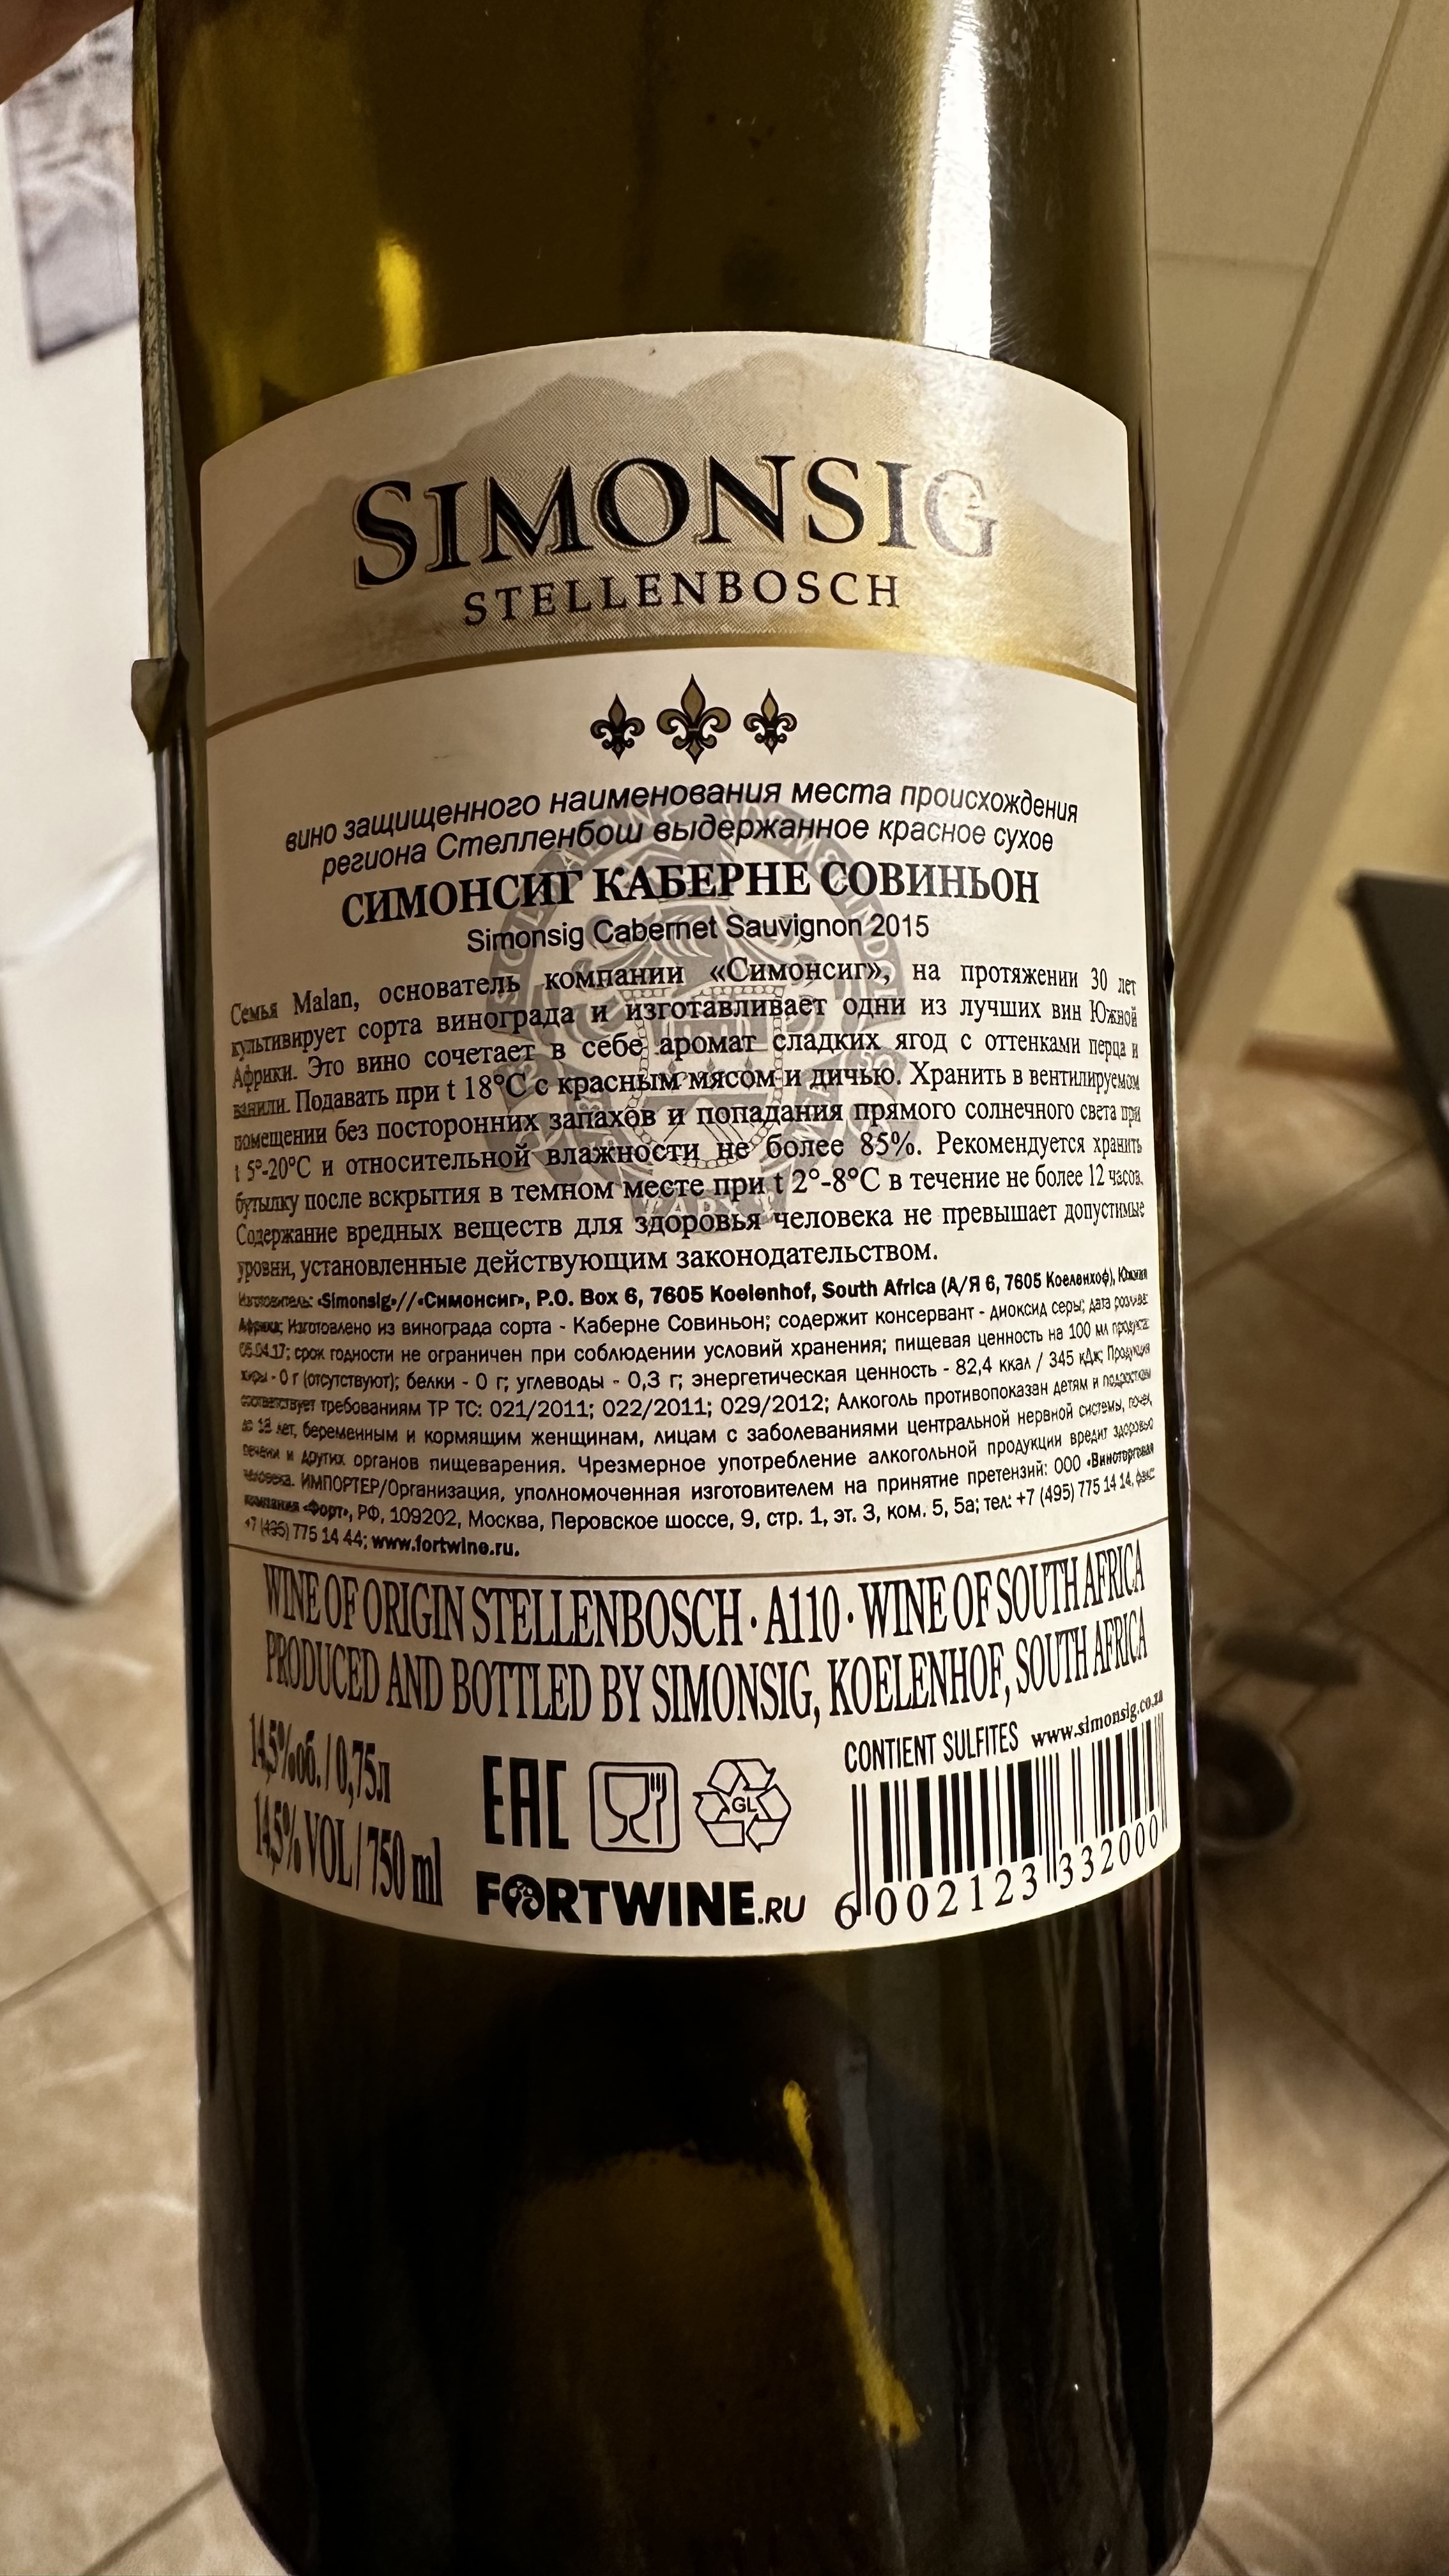 SIMONSIG
STELLENBOSCH
вино защищенного наименования места происхождения
региона Стелленбош выдержанное красное сухое
СИМОНСИГ КАБЕРНЕ СОВИНЬОН
Simonsig Cabernet Sauvignon 2015
Семья Malan, основатель компании «Симонсиг», на протяжении 30 лет
культивирует сорта винограда и изготавливает одни из лучших вин Южной
Африки. Это вино сочетает в себе аромат сладких ягод с оттенками перца и
ванили. Подавать при t 18°C с красным мясом и дичью. Хранить в вентилируемом
помещении без посторонних запахов и попадания прямого солнечного света при
t 5°-20°C и относительной влажности не более 85%. Рекомендуется хранить
бутылку после вскрытия в темном месте при t 2°-8°C в течение не более 12 часов.
Содержание вредных веществ для здоровья человека не превышает допустимые
уровни, установленные действующим законодательством.
Изготовитель: «Simonsig»//«Симонсиг», P.O. Box 6, 7605 Koelenhof, South Africa (А/Я 6, 7605 Коеленхоф), Южная
Африка; Изготовлено из винограда сорта - Каберне Совиньон; содержит консервант - диоксид серы; дата розлива:
05.04.17; срок годности не ограничен при соблюдении условий хранения; пищевая ценность на 100 мл продукта:
жиры - 0 г (отсутствуют); белки - 0 г; углеводы - 0,3 г; энергетическая ценность - 82,4 ккал / 345 кДж; Продукция
соответствует требованиям ТР ТС: 021/2011; 022/2011; 029/2012; Алкоголь противопоказан детям и подросткам
до 18 лет, беременным и кормящим женщинам, лицам с заболеваниями центральной нервной системы, почек,
печени и других органов пищеварения. Чрезмерное употребление алкогольной продукции вредит здоровью
человека. ИМПОРТЕР/Организация, уполномоченная изготовителем на принятие претензий: ООО «Винoторговая
компания «Форт», РФ, 109202, Москва, Перовское шоссе, 9, стр. 1, эт. 3, ком. 5, 5а; тел: +7 (495) 775 14 14, факс
+7 (495) 775 14 44; www.fortwine.ru.
WINE OF ORIGIN STELLENBOSCH · A110 · WINE OF SOUTH AFRICA
PRODUCED AND BOTTLED BY SIMONSIG, KOELENHOF, SOUTH AFRICA
CONTIENT SULFITES www.simonsig.co.za
14,5%об. / 0,75л
14,5% VOL / 750 ml
EAC
GL
FORTWINE.RU
6 002123 332000